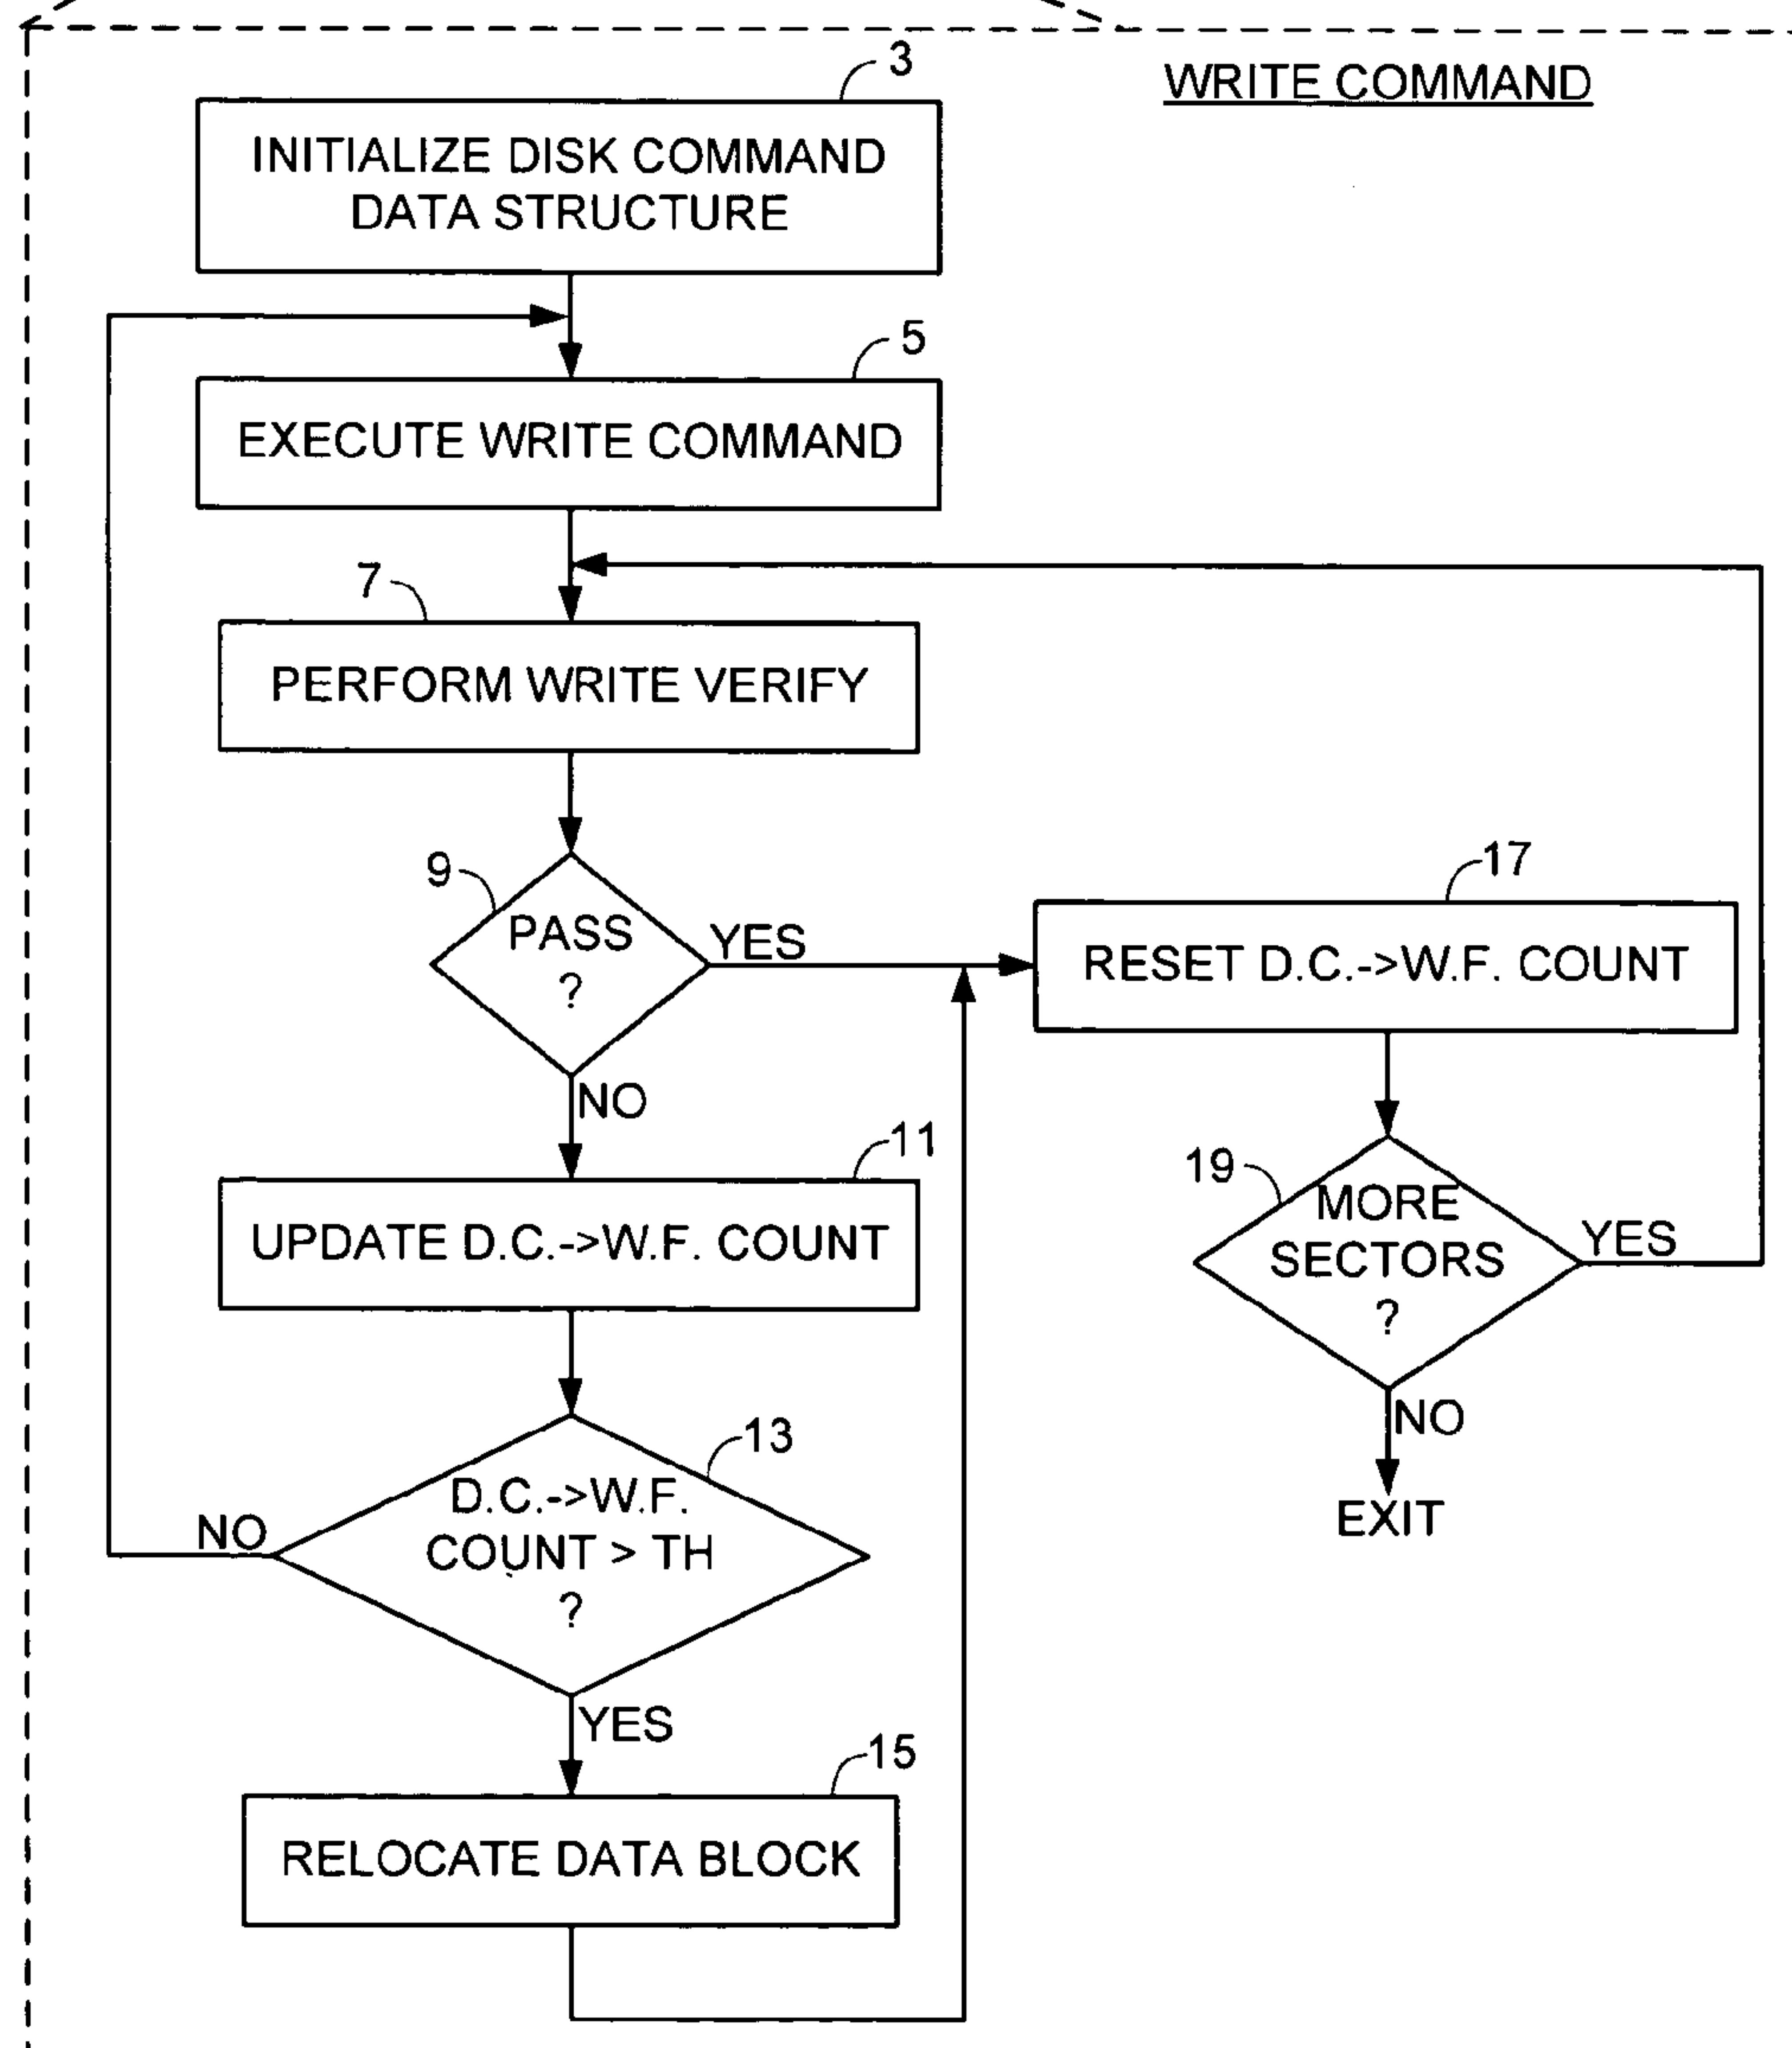 WRITE COMMAND
3
INITIALIZE DISK COMMAND
DATA STRUCTURE
5
EXECUTE WRITE COMMAND
7
PERFORM WRITE VERIFY
9
PASS
?
YES
NO
17
RESET D.C.->W.F. COUNT
11
UPDATE D.C.->W.F. COUNT
19
MORE
SECTORS
?
YES
NO
EXIT
13
D.C.->W.F.
COUNT > TH
?
NO
YES
15
RELOCATE DATA BLOCK